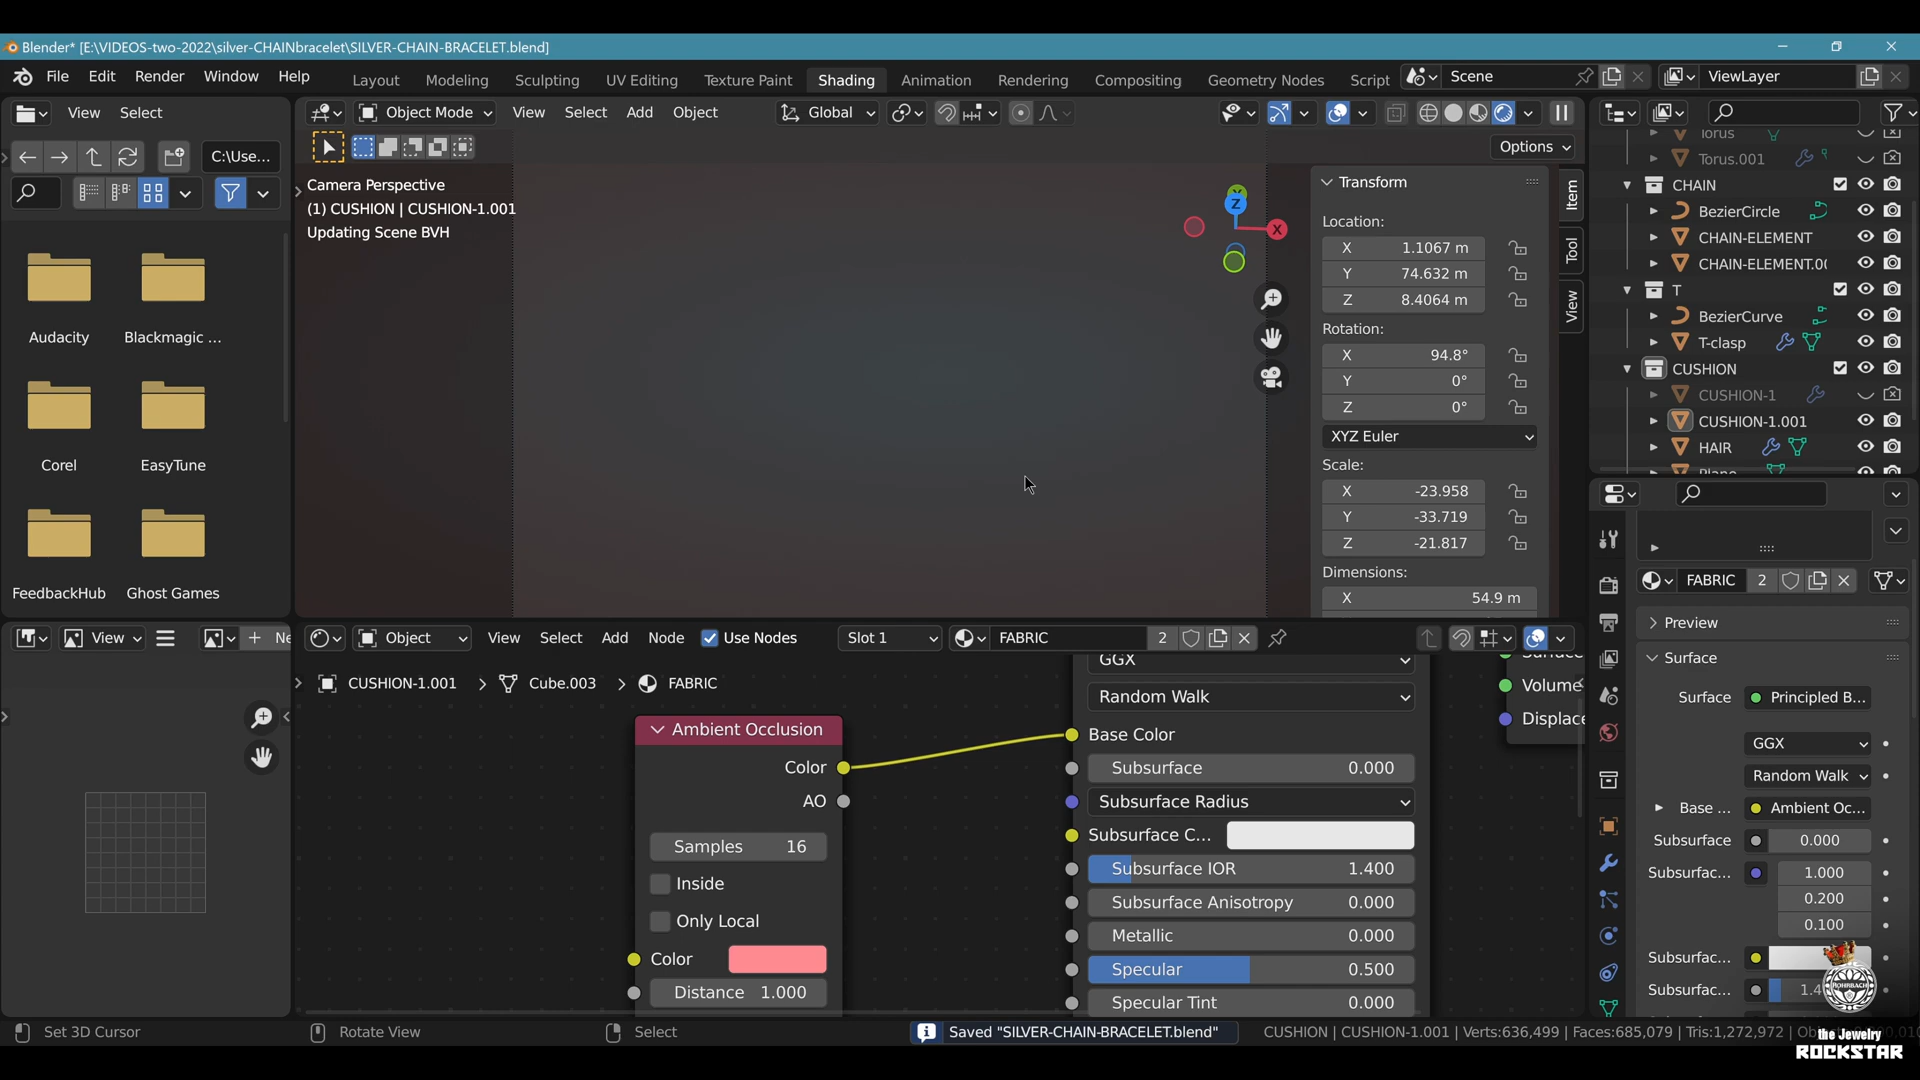 Blender* [E:\VIDEOS-two-2022\silver-CHAINbracelet\SILVER-CHAIN-BRACELET.blend]
File Edit Render Window Help
Layout Modeling Sculpting UV Editing Texture Paint Shading Animation Rendering Compositing Geometry Nodes Script
Scene
ViewLayer
View Select
Object Mode View Select Add Object
Global
C:\Use...
Options
Camera Perspective
(1) CUSHION | CUSHION-1.001
Updating Scene BVH
Audacity
Blackmagic ...
Corel
EasyTune
FeedbackHub
Ghost Games
Z
X
Transform
Location:
X 1.1067 m
Y 74.632 m
Z 8.4064 m
Rotation:
X 94.8°
Y 0°
Z 0°
XYZ Euler
Scale:
X -23.958
Y -33.719
Z -21.817
Dimensions:
X 54.9 m
Item
Tool
View
Torus
Torus.001
CHAIN
BezierCircle
CHAIN-ELEMENT
CHAIN-ELEMENT.00
T
BezierCurve
T-clasp
CUSHION
CUSHION-1
CUSHION-1.001
HAIR
Plane
FABRIC 2
Preview
Surface
Surface Principled B...
GGX
Random Walk
Base ... Ambient Oc...
Subsurface 0.000
Subsurfac... 1.000
0.200
0.100
Subsurfac...
Subsurfac... 1.4
View
Ne
Object View Select Add Node Use Nodes Slot 1 FABRIC 2
CUSHION-1.001 Cube.003 FABRIC
Ambient Occlusion
Color
AO
Samples 16
Inside
Only Local
Color
Distance 1.000
GGX
Random Walk
Base Color
Subsurface 0.000
Subsurface Radius
Subsurface C...
Subsurface IOR 1.400
Subsurface Anisotropy 0.000
Metallic 0.000
Specular 0.500
Specular Tint 0.000
Surface
Volume
Displace
Set 3D Cursor
Rotate View
Select
Saved "SILVER-CHAIN-BRACELET.blend"
CUSHION | CUSHION-1.001 | Verts:636,499 | Faces:685,079 | Tris:1,272,972 |
ROHRBACH
the Jewelry
ROCKSTAR